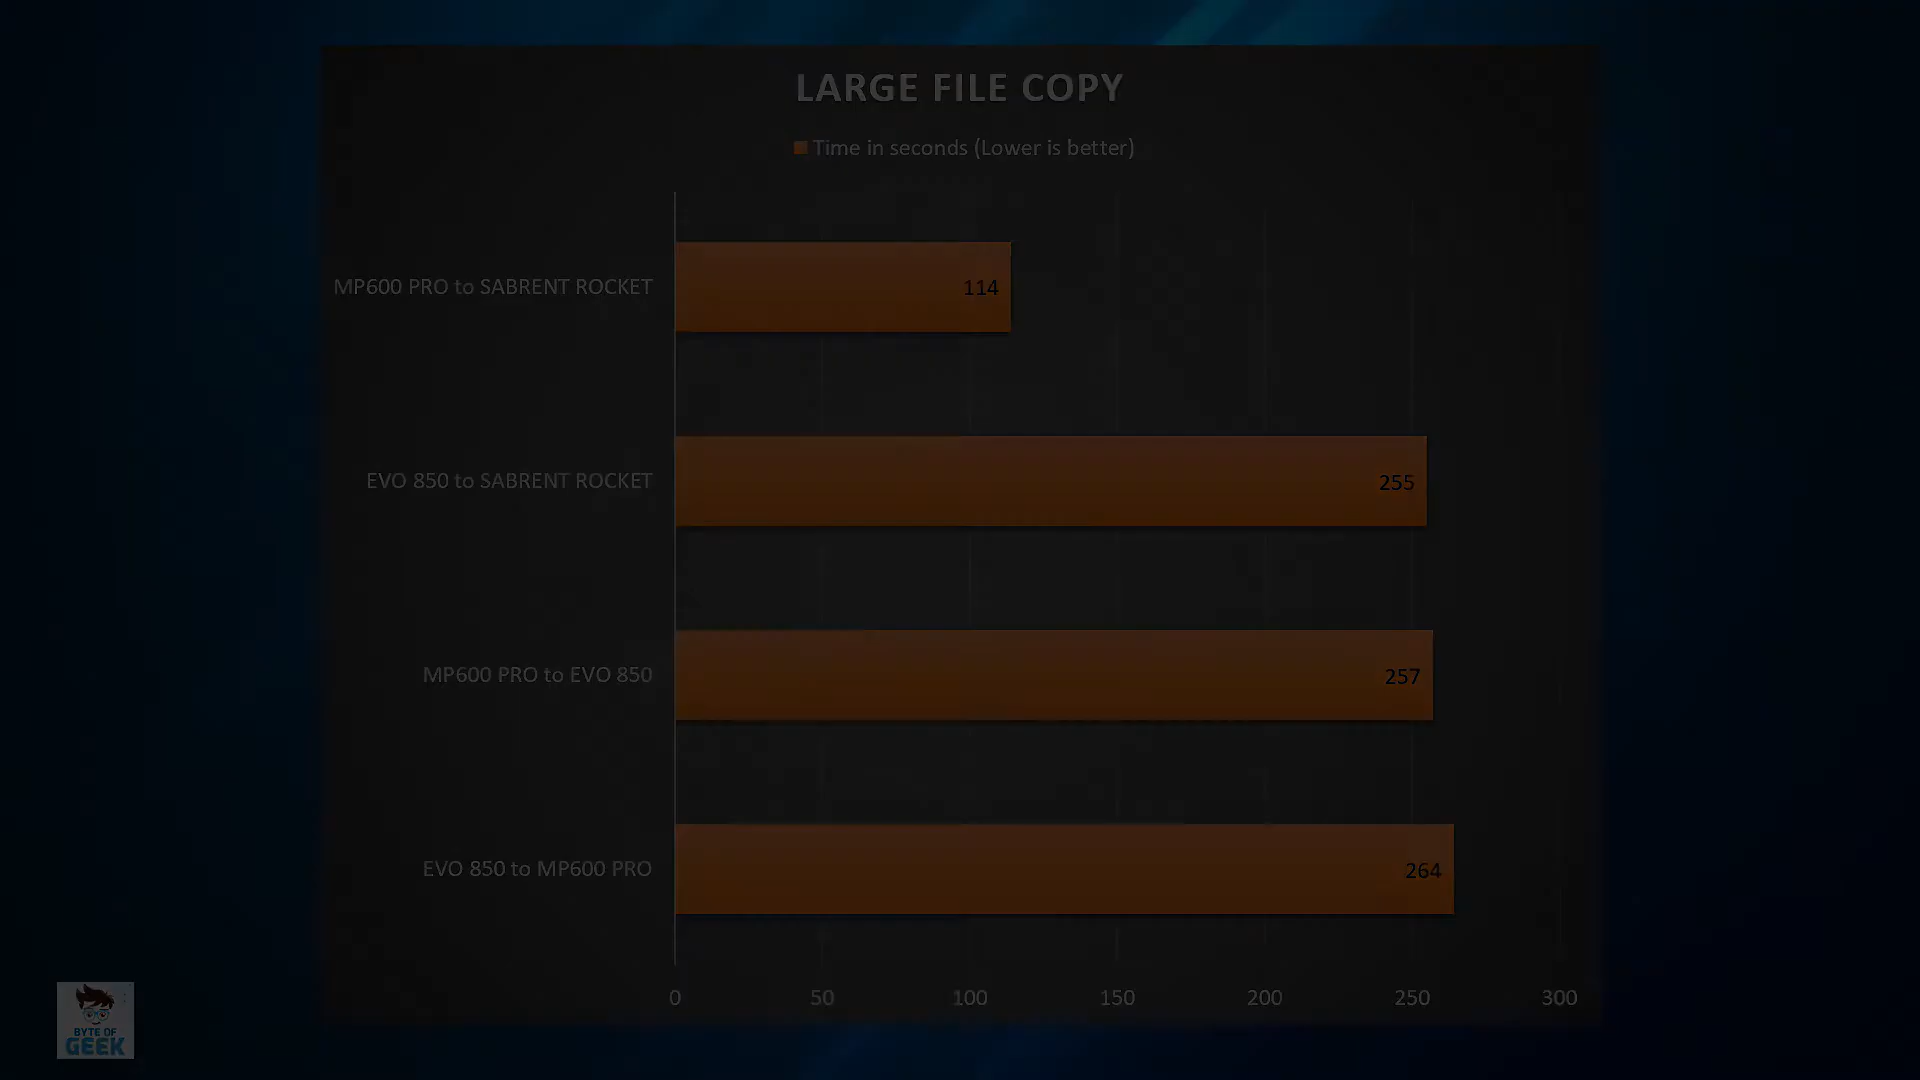 LARGE FILE COPY
Time in seconds (Lower is better)
MP600 PRO to SABRENT ROCKET
114
EVO 850 to SABRENT ROCKET
255
MP600 PRO to EVO 850
257
EVO 850 to MP600 PRO
264
0 50 100 150 200 250 300
BYTE OF
GEEK